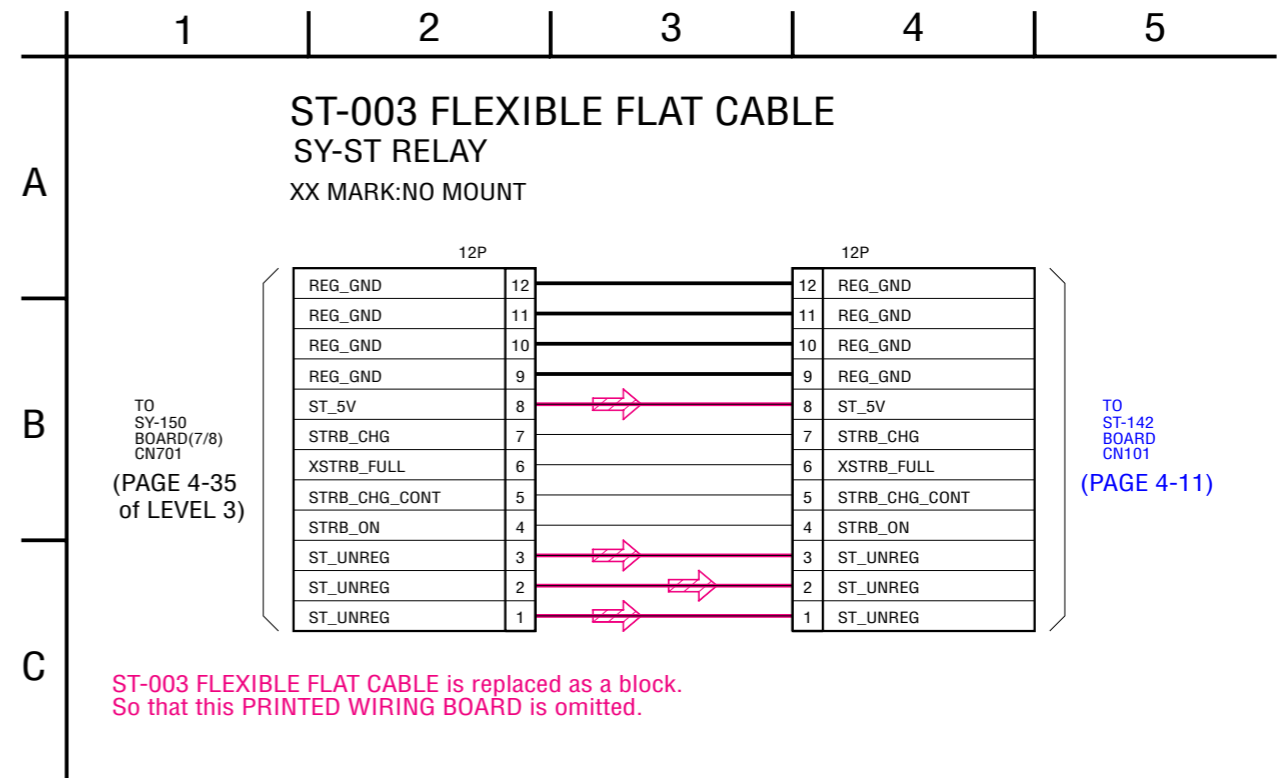 1 2 3 4 5
ST-003 FLEXIBLE FLAT CABLE
SY-ST RELAY
A
XX MARK:NO MOUNT
12P 12P
REG_GND 12 12 REG_GND
REG_GND 11 11 REG_GND
REG_GND 10 10 REG_GND
REG_GND 9 9 REG_GND
ST_5V 8 8 ST_5V
STRB_CHG 7 7 STRB_CHG
XSTRB_FULL 6 6 XSTRB_FULL
STRB_CHG_CONT 5 5 STRB_CHG_CONT
STRB_ON 4 4 STRB_ON
ST_UNREG 3 3 ST_UNREG
ST_UNREG 2 2 ST_UNREG
ST_UNREG 1 1 ST_UNREG
B
TO
SY-150
BOARD(7/8)
CN701
(PAGE 4-35
of LEVEL 3)
TO
ST-142
BOARD
CN101
(PAGE 4-11)
C
ST-003 FLEXIBLE FLAT CABLE is replaced as a block.
So that this PRINTED WIRING BOARD is omitted.